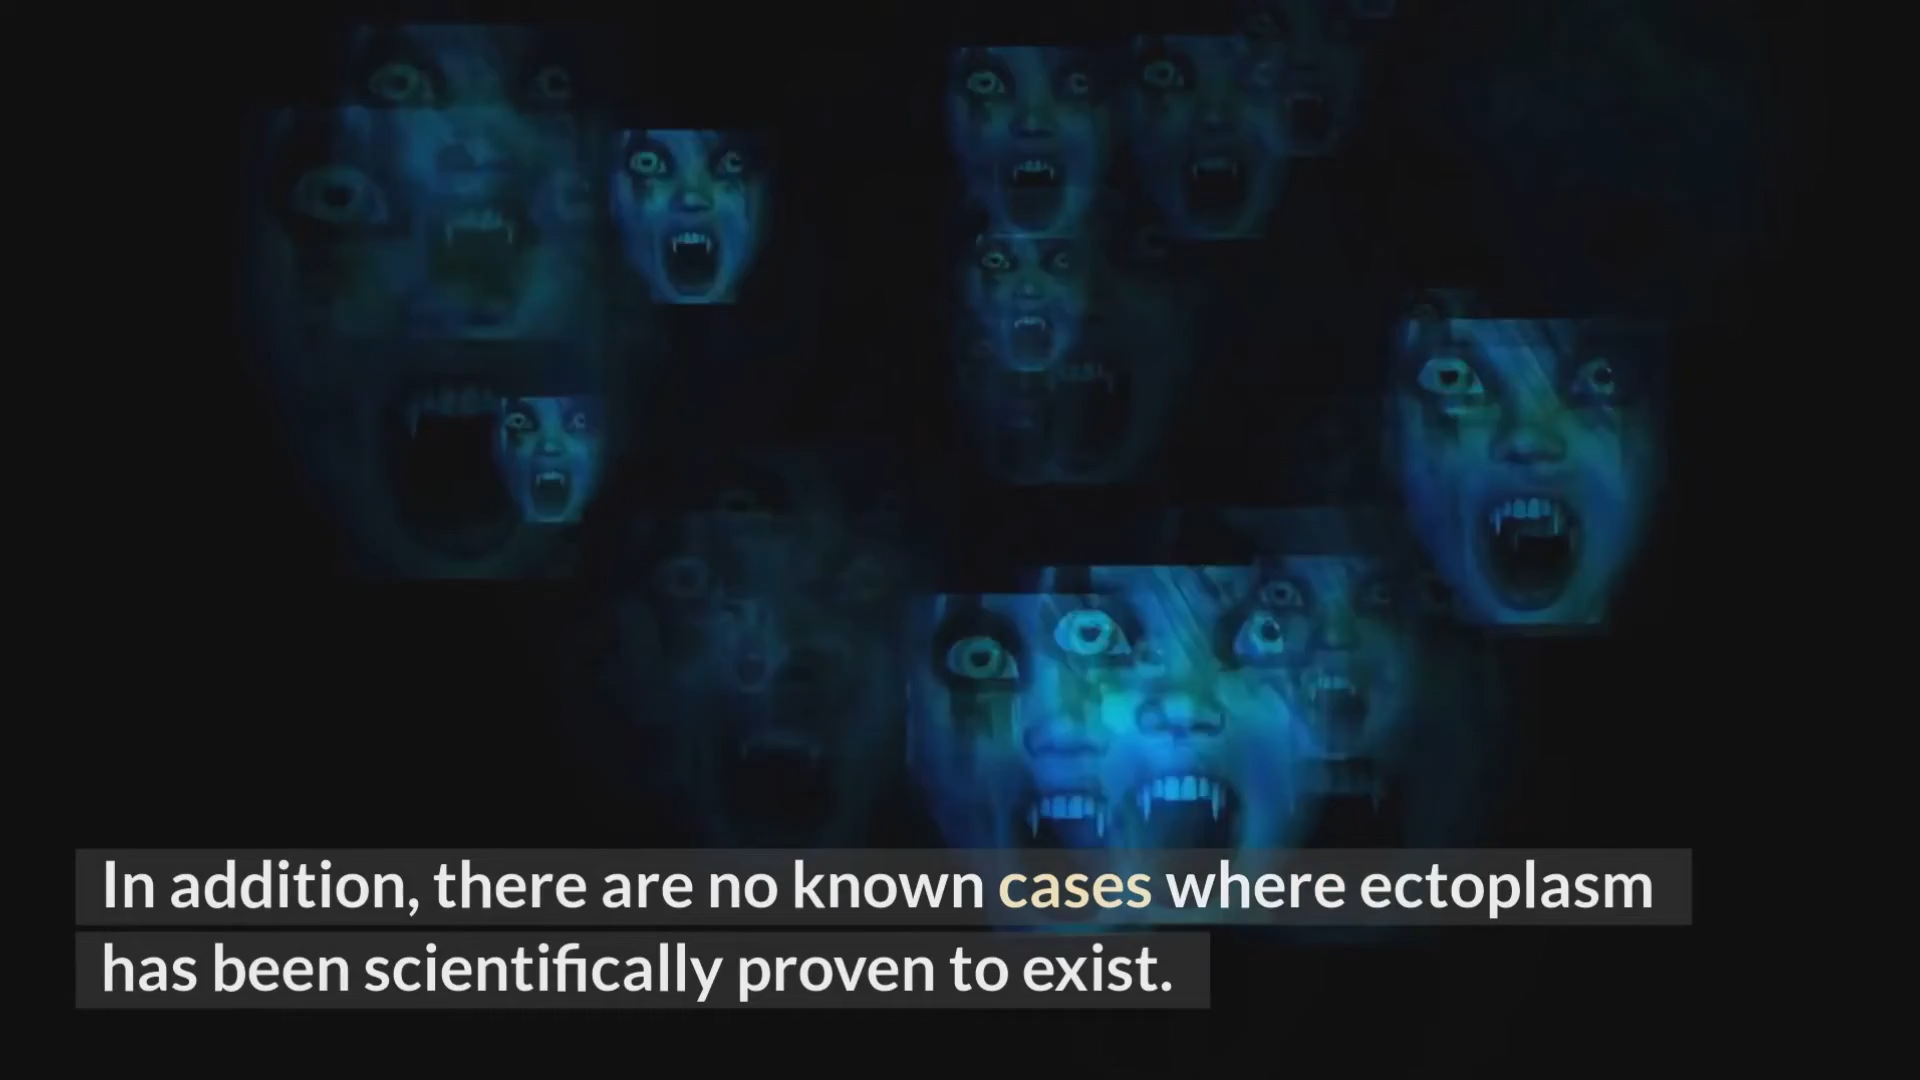 In addition, there are no known cases where ectoplasm
has been scientifically proven to exist.